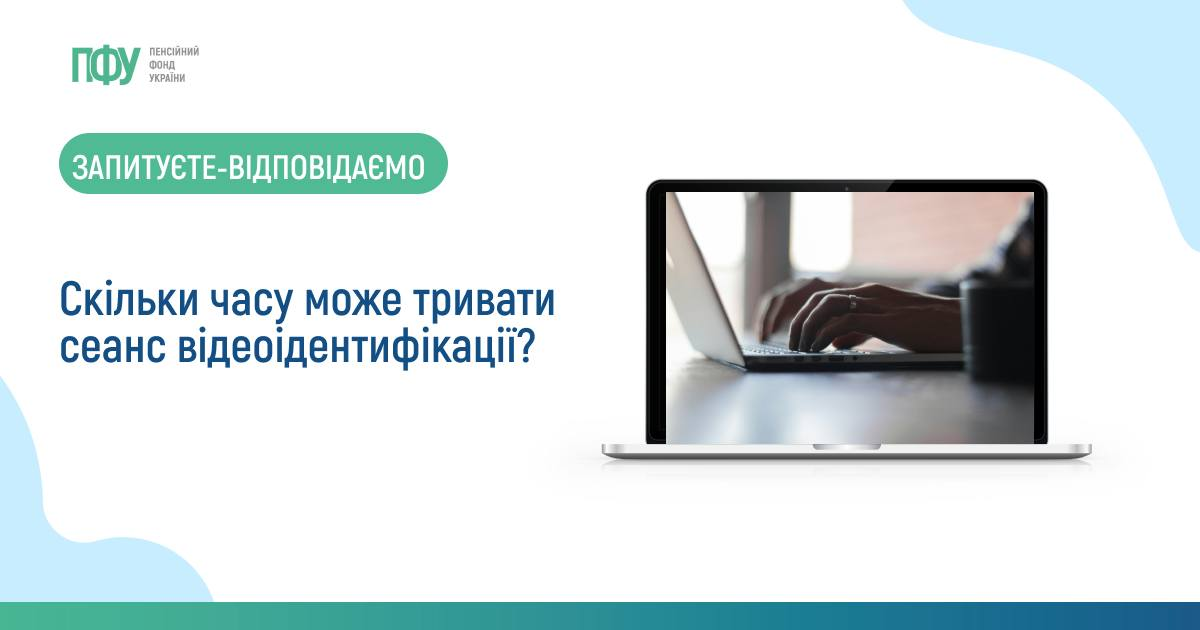 ПФУ
ПЕНСІЙНИЙ
ФОНД
УКРАЇНИ
ЗАПИТУЄТЕ-ВІДПОВІДАЄМО
Скільки часу може тривати
сеанс відеоідентифікації?